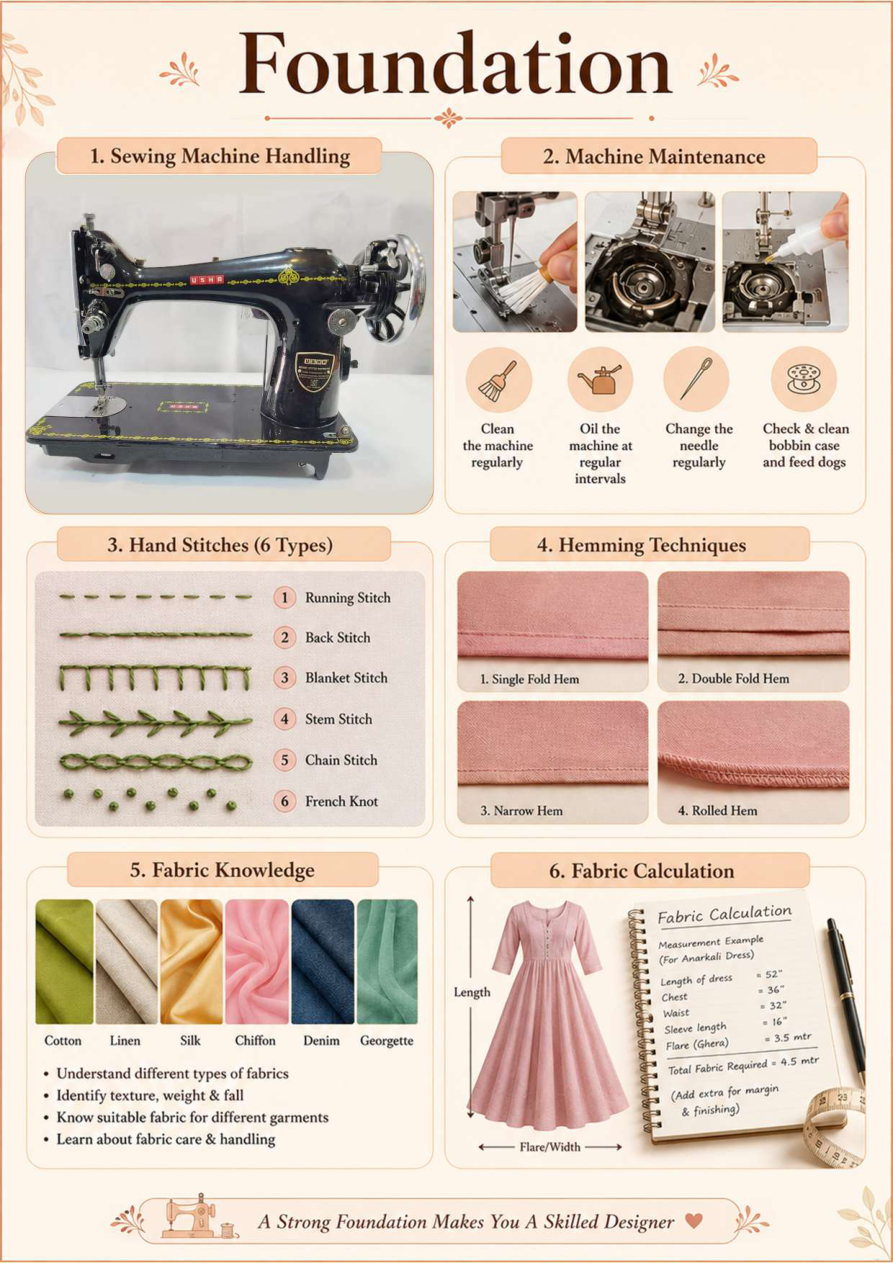 Foundation
1. Sewing Machine Handling
USHA
USHA
USHA
2. Machine Maintenance
Clean
the machine
regularly
Oil the
machine at
regular
intervals
Change the
needle
regularly
Check & clean
bobbin case
and feed dogs
3. Hand Stitches (6 Types)
1 Running Stitch
2 Back Stitch
3 Blanket Stitch
4 Stem Stitch
5 Chain Stitch
6 French Knot
4. Hemming Techniques
1. Single Fold Hem
2. Double Fold Hem
3. Narrow Hem
4. Rolled Hem
5. Fabric Knowledge
Cotton Linen Silk Chiffon Denim Georgette
• Understand different types of fabrics
• Identify texture, weight & fall
• Know suitable fabric for different garments
• Learn about fabric care & handling
6. Fabric Calculation
Length
Flare/Width
Fabric Calculation
Measurement Example
(For Anarkali Dress)
Length of dress = 52"
Chest = 36"
Waist = 32"
Sleeve length = 16"
Flare (Ghera) = 3.5 mtr
Total Fabric Required = 4.5 mtr
(Add extra for margin
& finishing)
A Strong Foundation Makes You A Skilled Designer